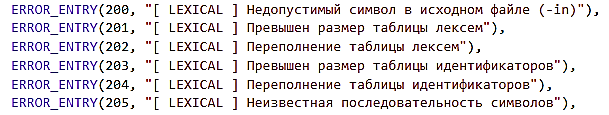 ERROR_ENTRY(200, "[ LEXICAL ] Недопустимый символ в исходном файле (-in)"),
ERROR_ENTRY(201, "[ LEXICAL ] Превышен размер таблицы лексем"),
ERROR_ENTRY(202, "[ LEXICAL ] Переполнение таблицы лексем"),
ERROR_ENTRY(203, "[ LEXICAL ] Превышен размер таблицы идентификаторов"),
ERROR_ENTRY(204, "[ LEXICAL ] Переполнение таблицы идентификаторов"),
ERROR_ENTRY(205, "[ LEXICAL ] Неизвестная последовательность символов"),